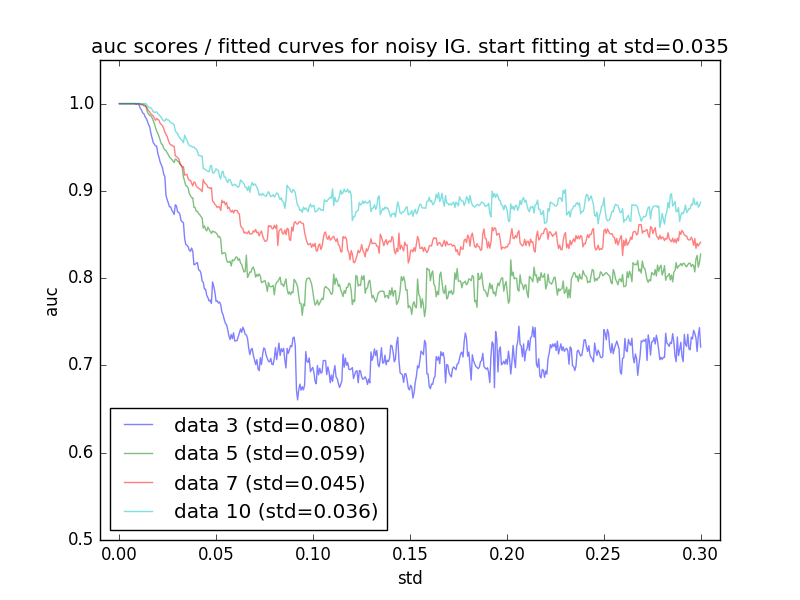 auc scores / fitted curves for noisy IG. start fitting at std=0.035
auc
1.0
0.9
0.8
0.7
0.6
0.5
data 3 (std=0.080)
data 5 (std=0.059)
data 7 (std=0.045)
data 10 (std=0.036)
0.00 0.05 0.10 0.15 0.20 0.25 0.30
std